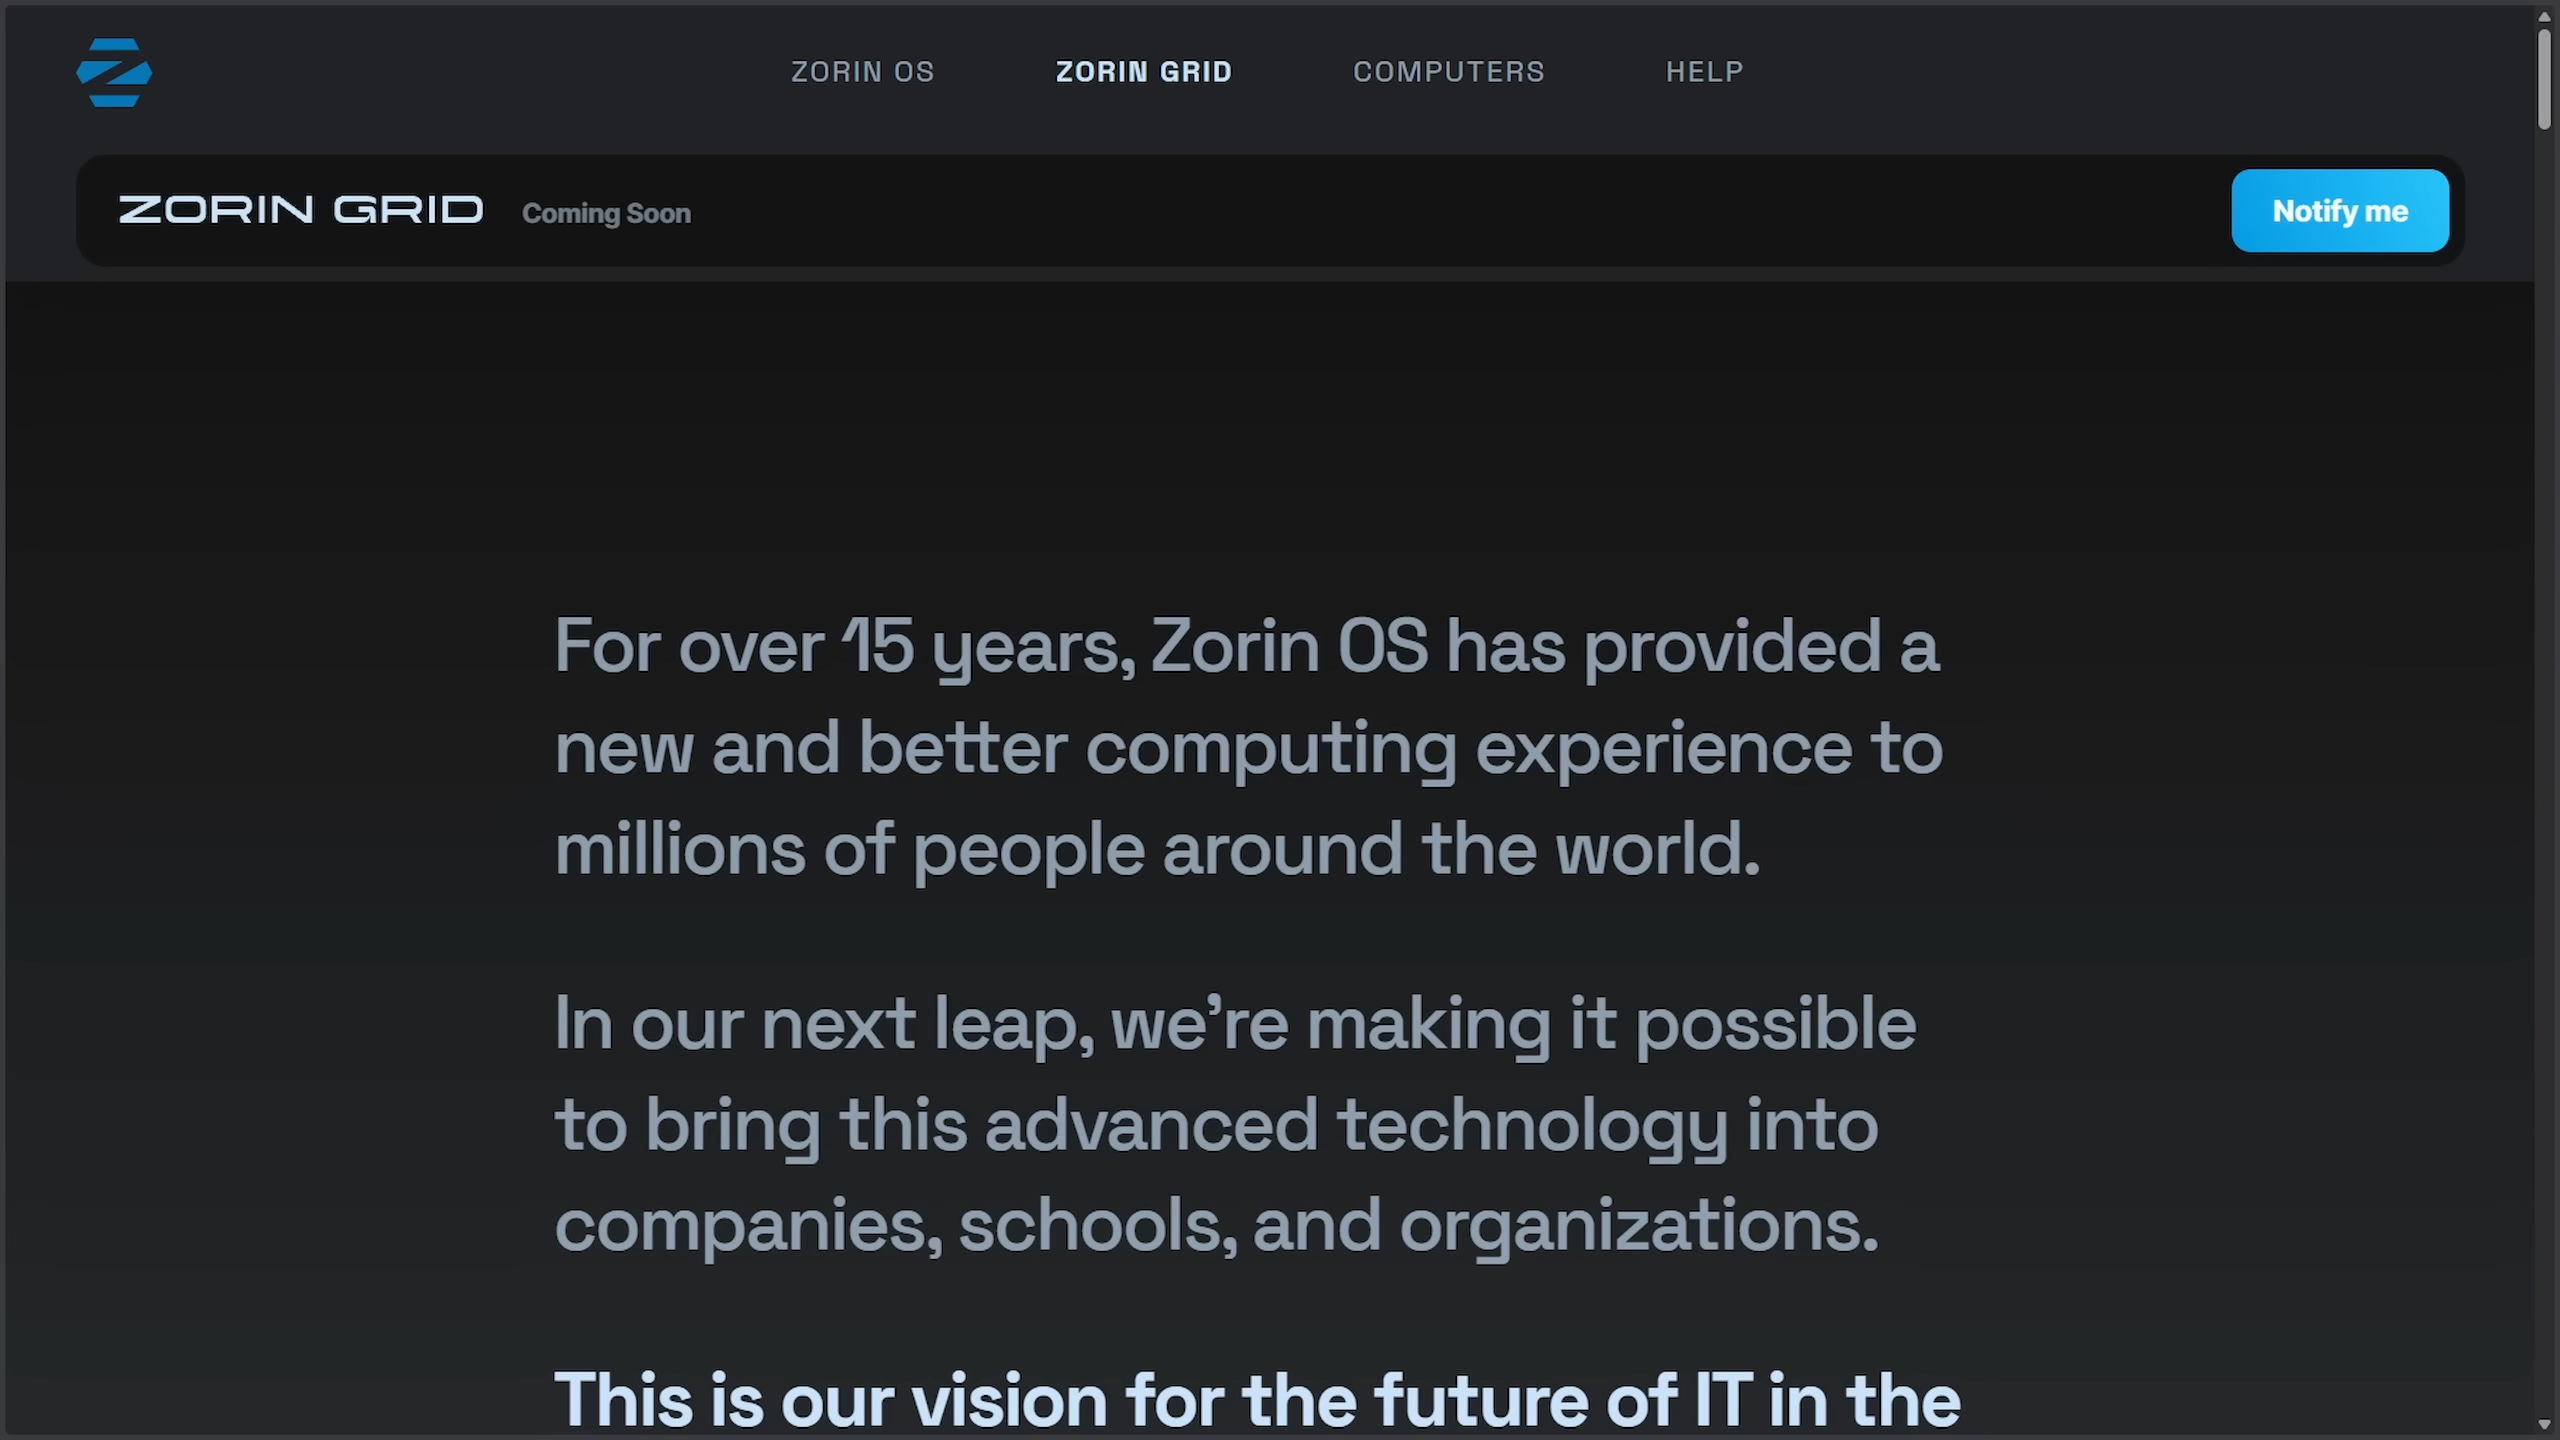 ZORIN OS ZORIN GRID COMPUTERS HELP
ZORIN GRID Coming Soon Notify me
For over 15 years, Zorin OS has provided a
new and better computing experience to
millions of people around the world.
In our next leap, we’re making it possible
to bring this advanced technology into
companies, schools, and organizations.
This is our vision for the future of IT in the